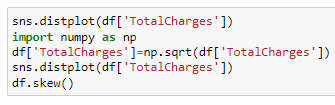 sns.distplot(df['TotalCharges'])
import numpy as np
df['TotalCharges']=np.sqrt(df['TotalCharges'])
sns.distplot(df['TotalCharges'])
df.skew()